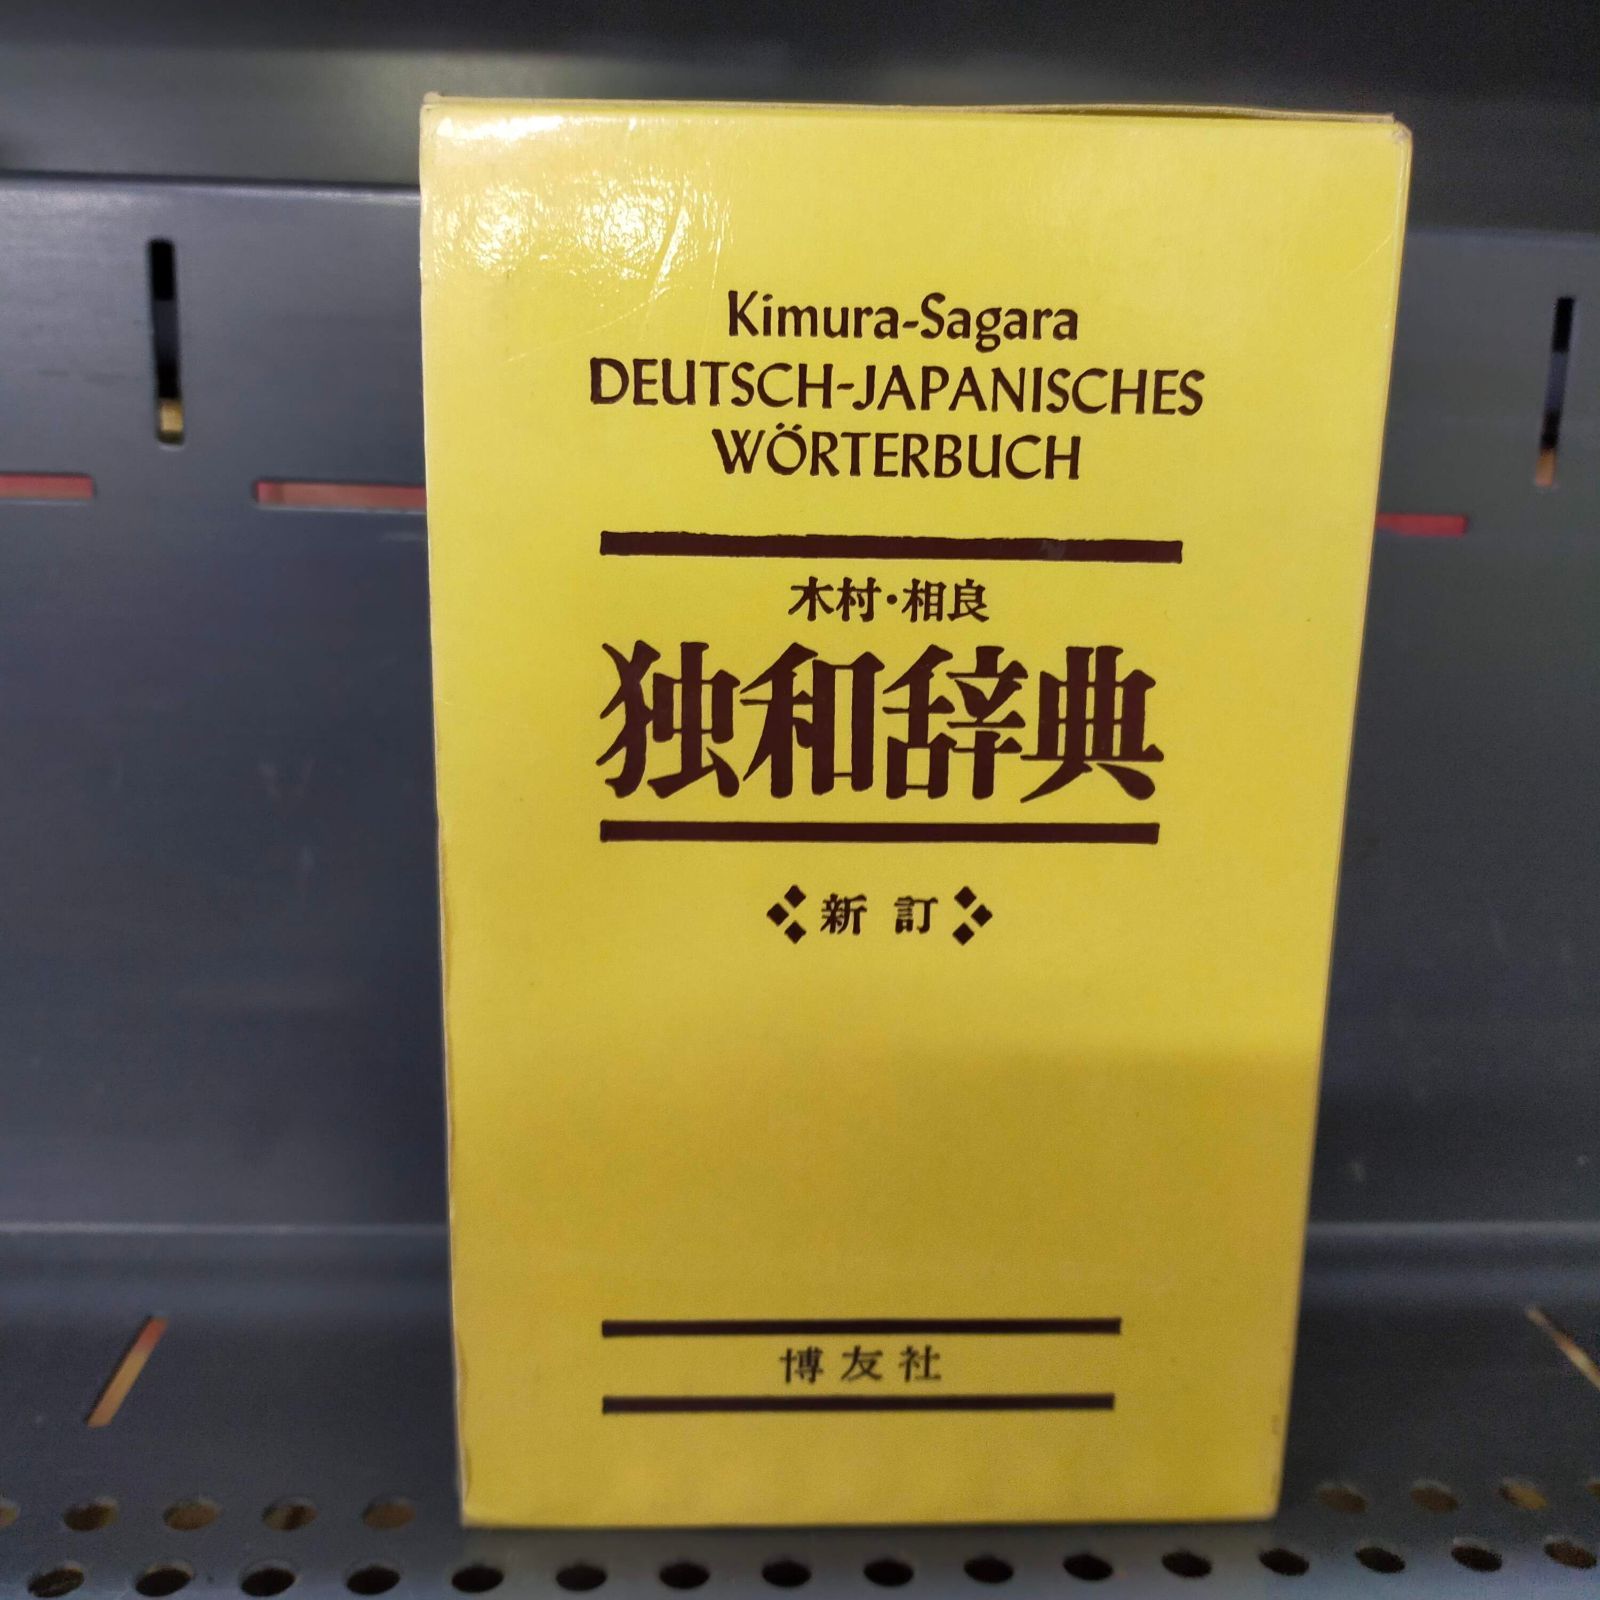 Kimura-Sagara
DEUTSCH-JAPANISCHES
WÖRTERBUCH
木村・相良
独和辞典
新訂
博友社